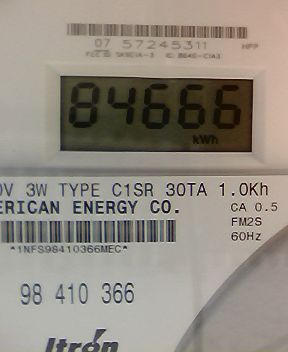 07 57245311
84666
kWh
0V 3W TYPE C1SR 30TA 1.0Kh
ERICAN ENERGY CO.
CA 0.5
FM2S
60Hz
*1NFS98410366MEC*
98 410 366
Itrón